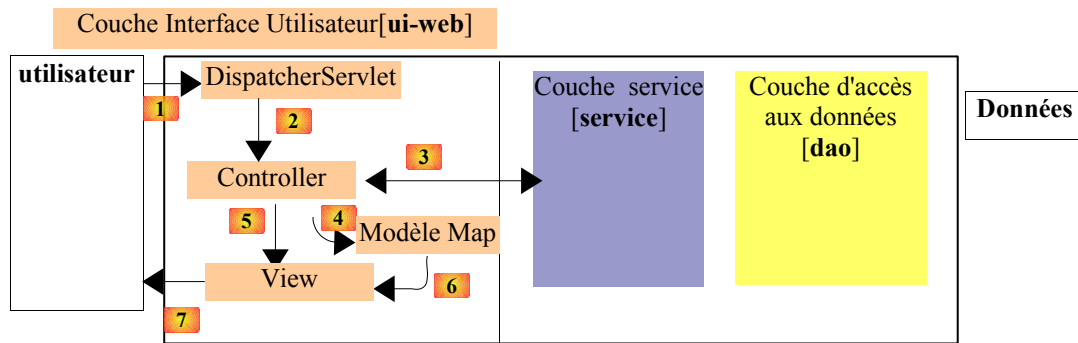 Couche Interface Utilisateur[ui-web]
utilisateur
DispatcherServlet
Couche service
[service]
Couche d'accès
aux données
[dao]
Données
1
2
3
Controller
5
4
Modèle Map
View
6
7